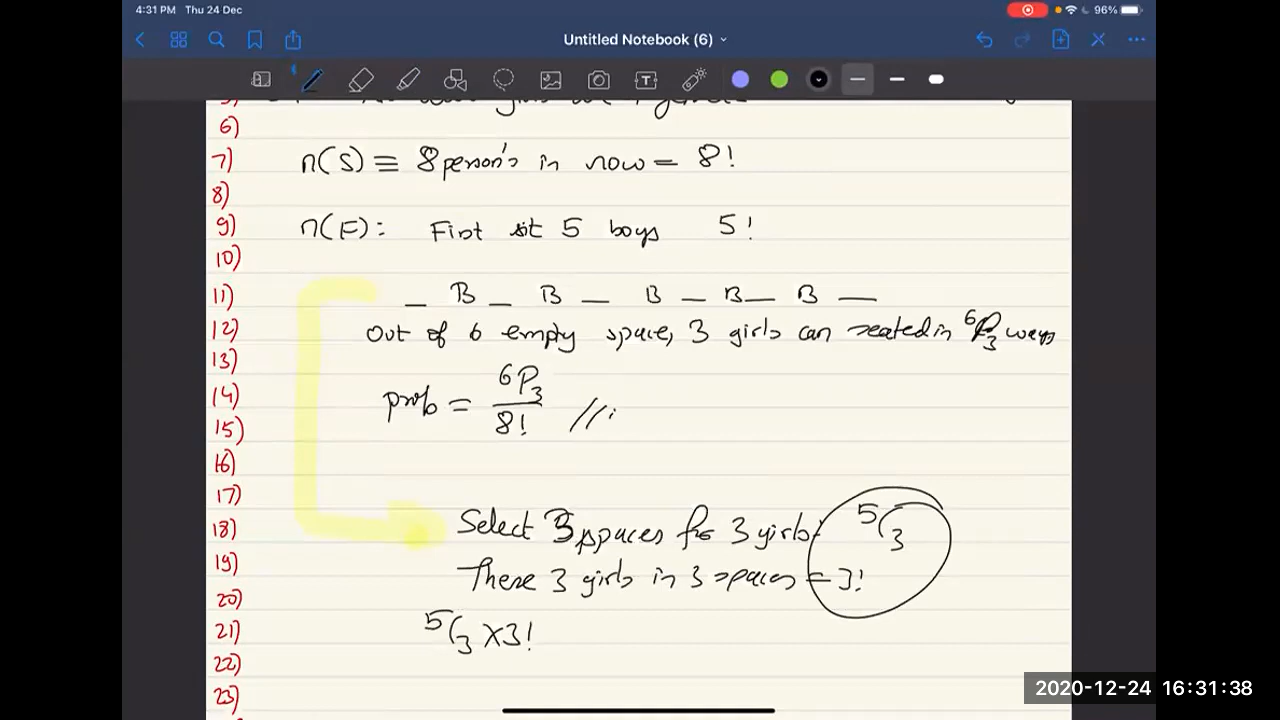 4:31 PM Thu 24 Dec
96%
Untitled Notebook (6)
5)
6)
7) n(S) ≡ 8 person's in now = 8!
8)
9) n(E): First sit 5 boys 5!
10)
11) _ B _ B _ B _ B _ B _
12) Out of 6 empty space, 3 girls can seated in ⁶P₃ ways
13)
14) prob = ⁶P₃ / 8! //
15)
16)
17)
18) Select 3 spaces for 3 girls: ⁵C₃
19) These 3 girls in 3 spaces = 3!
20)
21) ⁵C₃ × 3!
22)
23)
2020-12-24 16:31:38